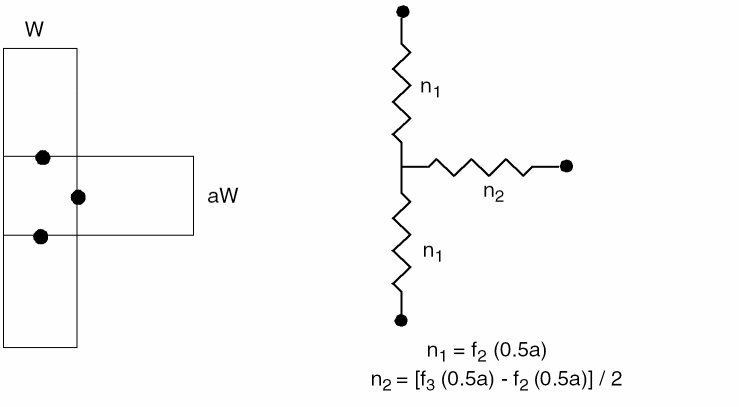 W
aW
n₁
n₂
n₁
n₁ = f₂ (0.5a)
n₂ = [f₃ (0.5a) - f₂ (0.5a)] / 2